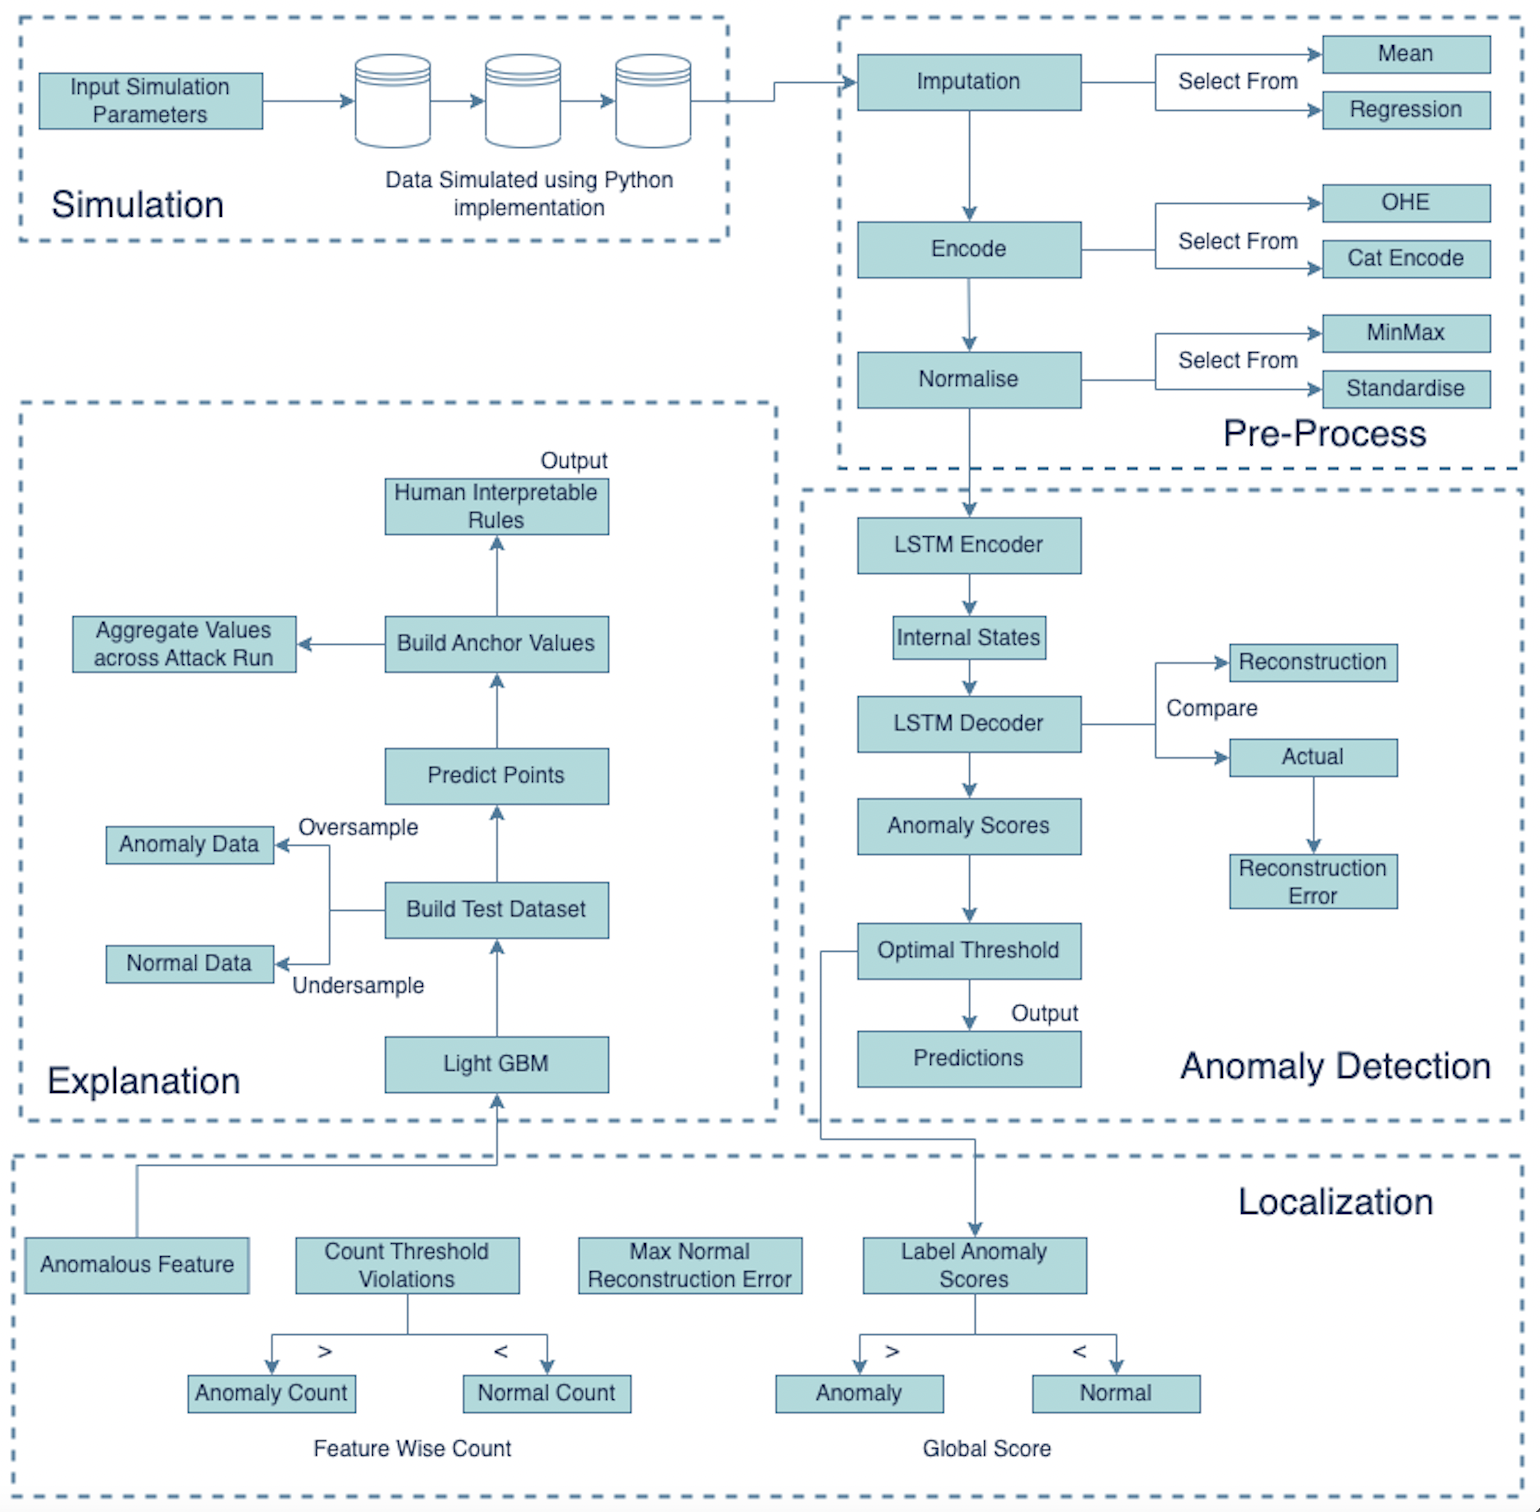 Input Simulation
Parameters
Data Simulated using Python
implementation
Simulation
Imputation
Select From
Mean
Regression
Encode
Select From
OHE
Cat Encode
Normalise
Select From
MinMax
Standardise
Pre-Process
Output
Human Interpretable
Rules
Aggregate Values
across Attack Run
Build Anchor Values
Predict Points
Oversample
Anomaly Data
Build Test Dataset
Normal Data
Undersample
Light GBM
Explanation
LSTM Encoder
Internal States
LSTM Decoder
Compare
Reconstruction
Actual
Anomaly Scores
Reconstruction
Error
Optimal Threshold
Output
Predictions
Anomaly Detection
Localization
Anomalous Feature
Count Threshold
Violations
Max Normal
Reconstruction Error
Label Anomaly
Scores
>
<
>
<
Anomaly Count
Normal Count
Anomaly
Normal
Feature Wise Count
Global Score